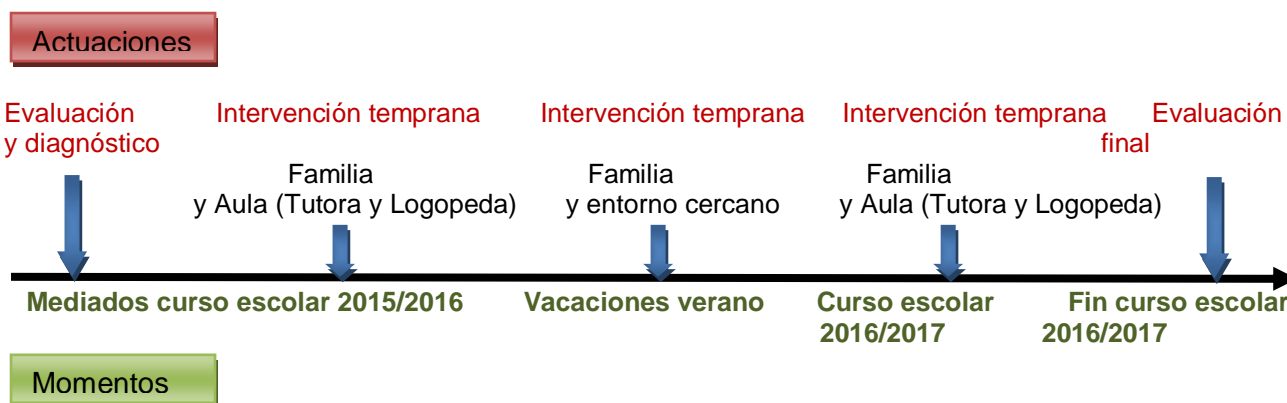 Actuaciones
Evaluación y diagnóstico
Intervención temprana
Familia
y Aula (Tutora y Logopeda)
Intervención temprana
Familia
y entorno cercano
Intervención temprana
Familia
y Aula (Tutora y Logopeda)
Evaluación
final
Mediados curso escolar 2015/2016
Vacaciones verano
Curso escolar
2016/2017
Fin curso escolar
2016/2017
Momentos